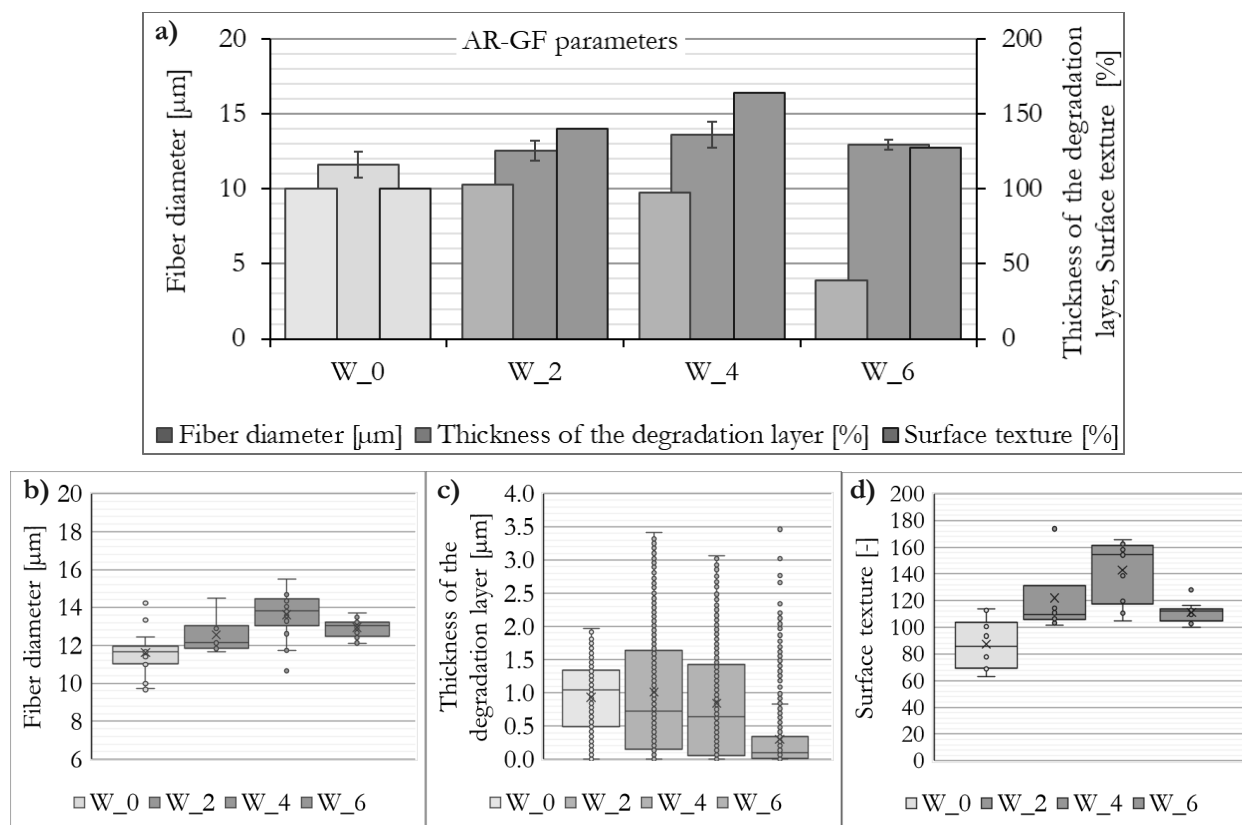 a)
AR-GF parameters
Fiber diameter [µm]
20
15
10
5
0
200
150
100
50
0
Thickness of the degradation
layer, Surface texture [%]
W_0 W_2 W_4 W_6
Fiber diameter [µm] Thickness of the degradation layer [%] Surface texture [%]
b)
Fiber diameter [µm]
20
18
16
14
12
10
8
6
W_0 W_2 W_4 W_6
c)
Thickness of the
degradation layer [µm]
4.0
3.5
3.0
2.5
2.0
1.5
1.0
0.5
0.0
W_0 W_2 W_4 W_6
d)
Surface texture [-]
200
180
160
140
120
100
80
60
40
20
0
W_0 W_2 W_4 W_6